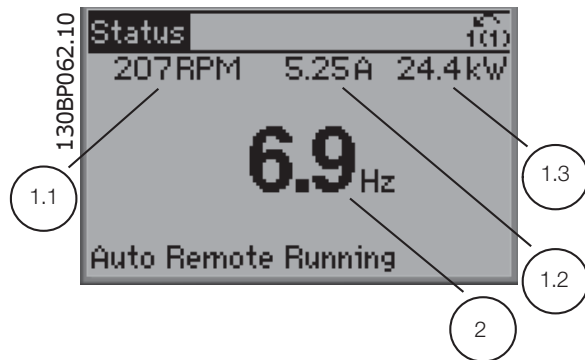 130BP062.10
Status
1(1)
207RPM 5.25A 24.4kW
6.9Hz
Auto Remote Running
1.1
1.3
1.2
2